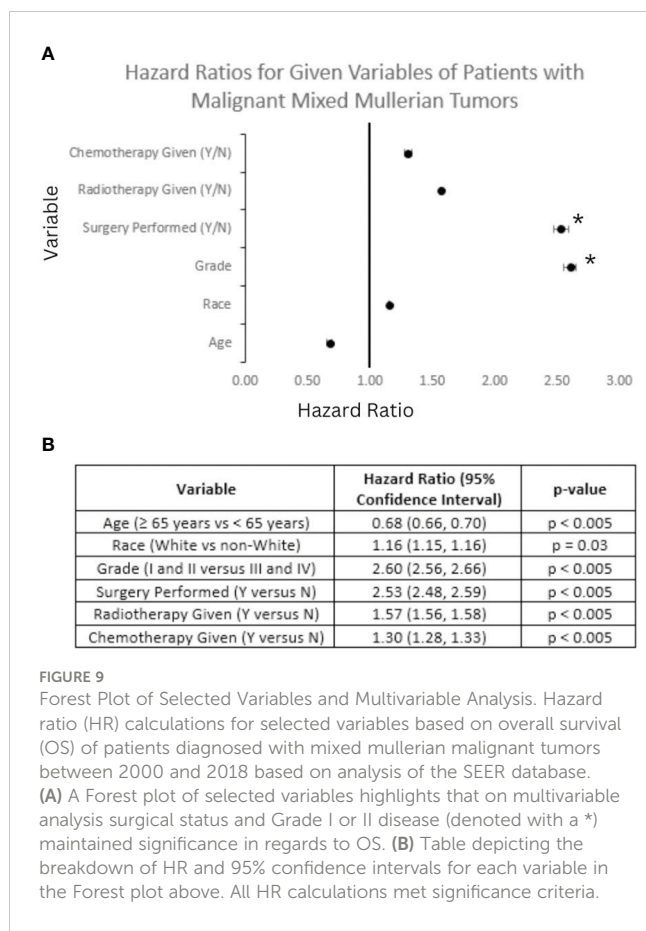 A
Hazard Ratios for Given Variables of Patients with
Malignant Mixed Mullerian Tumors
Variable
Chemotherapy Given (Y/N)
Radiotherapy Given (Y/N)
Surgery Performed (Y/N)
*
Grade
*
Race
Age
0.00 0.50 1.00 1.50 2.00 2.50 3.00
Hazard Ratio
B
Variable Hazard Ratio (95% Confidence Interval) p-value
Age (≥ 65 years vs < 65 years) 0.68 (0.66, 0.70) p < 0.005
Race (White vs non-White) 1.16 (1.15, 1.16) p = 0.03
Grade (I and II versus III and IV) 2.60 (2.56, 2.66) p < 0.005
Surgery Performed (Y versus N) 2.53 (2.48, 2.59) p < 0.005
Radiotherapy Given (Y versus N) 1.57 (1.56, 1.58) p < 0.005
Chemotherapy Given (Y versus N) 1.30 (1.28, 1.33) p < 0.005
FIGURE 9
Forest Plot of Selected Variables and Multivariable Analysis. Hazard
ratio (HR) calculations for selected variables based on overall survival
(OS) of patients diagnosed with mixed mullerian malignant tumors
between 2000 and 2018 based on analysis of the SEER database.
(A) A Forest plot of selected variables highlights that on multivariable
analysis surgical status and Grade I or II disease (denoted with a *)
maintained significance in regards to OS. (B) Table depicting the
breakdown of HR and 95% confidence intervals for each variable in
the Forest plot above. All HR calculations met significance criteria.